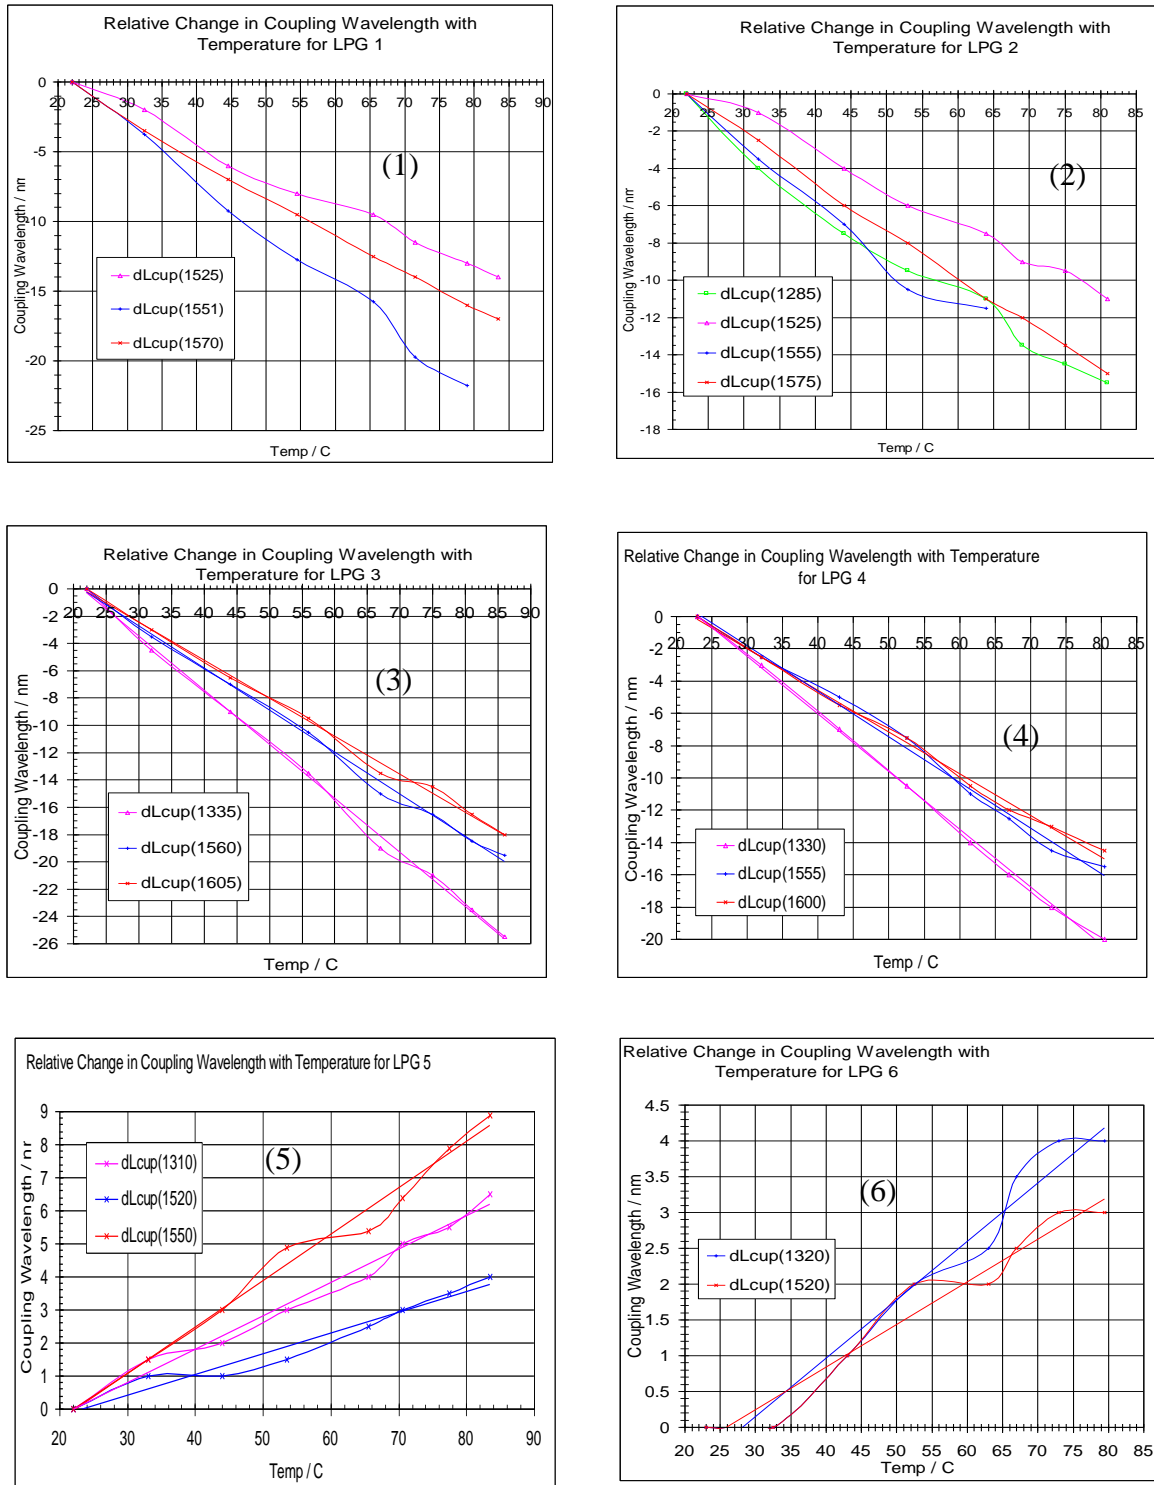 Relative Change in Coupling Wavelength with
Temperature for LPG 1
0
20 25 30 35 40 45 50 55 60 65 70 75 80 85 90
-5
-10
-15
-20
-25
Coupling Wavelength / nm
(1)
dLcup(1525)
dLcup(1551)
dLcup(1570)
Temp / C
Relative Change in Coupling Wavelength with
Temperature for LPG 2
0
20 25 30 35 40 45 50 55 60 65 70 75 80 85
-2
-4
-6
-8
-10
-12
-14
-16
-18
Coupling Wavelength / nm
(2)
dLcup(1285)
dLcup(1525)
dLcup(1555)
dLcup(1575)
Temp / C
Relative Change in Coupling Wavelength with
Temperature for LPG 3
0
20 25 30 35 40 45 50 55 60 65 70 75 80 85 90
-2
-4
-6
-8
-10
-12
-14
-16
-18
-20
-22
-24
-26
Coupling Wavelength / nm
(3)
dLcup(1335)
dLcup(1560)
dLcup(1605)
Temp / C
Relative Change in Coupling Wavelength with Temperature
for LPG 4
0
20 25 30 35 40 45 50 55 60 65 70 75 80 85
-2
-4
-6
-8
-10
-12
-14
-16
-18
-20
Coupling Wavelength / nm
(4)
dLcup(1330)
dLcup(1555)
dLcup(1600)
Temp / C
Relative Change in Coupling Wavelength with Temperature for LPG 5
9
8
7
6
5
4
3
2
1
0
Coupling Wavelength / nr
(5)
dLcup(1310)
dLcup(1520)
dLcup(1550)
20 30 40 50 60 70 80 90
Temp / C
Relative Change in Coupling Wavelength with
Temperature for LPG 6
4.5
4
3.5
3
2.5
2
1.5
1
0.5
0
Coupling Wavelength / nm
(6)
dLcup(1320)
dLcup(1520)
20 25 30 35 40 45 50 55 60 65 70 75 80 85
Temp / C